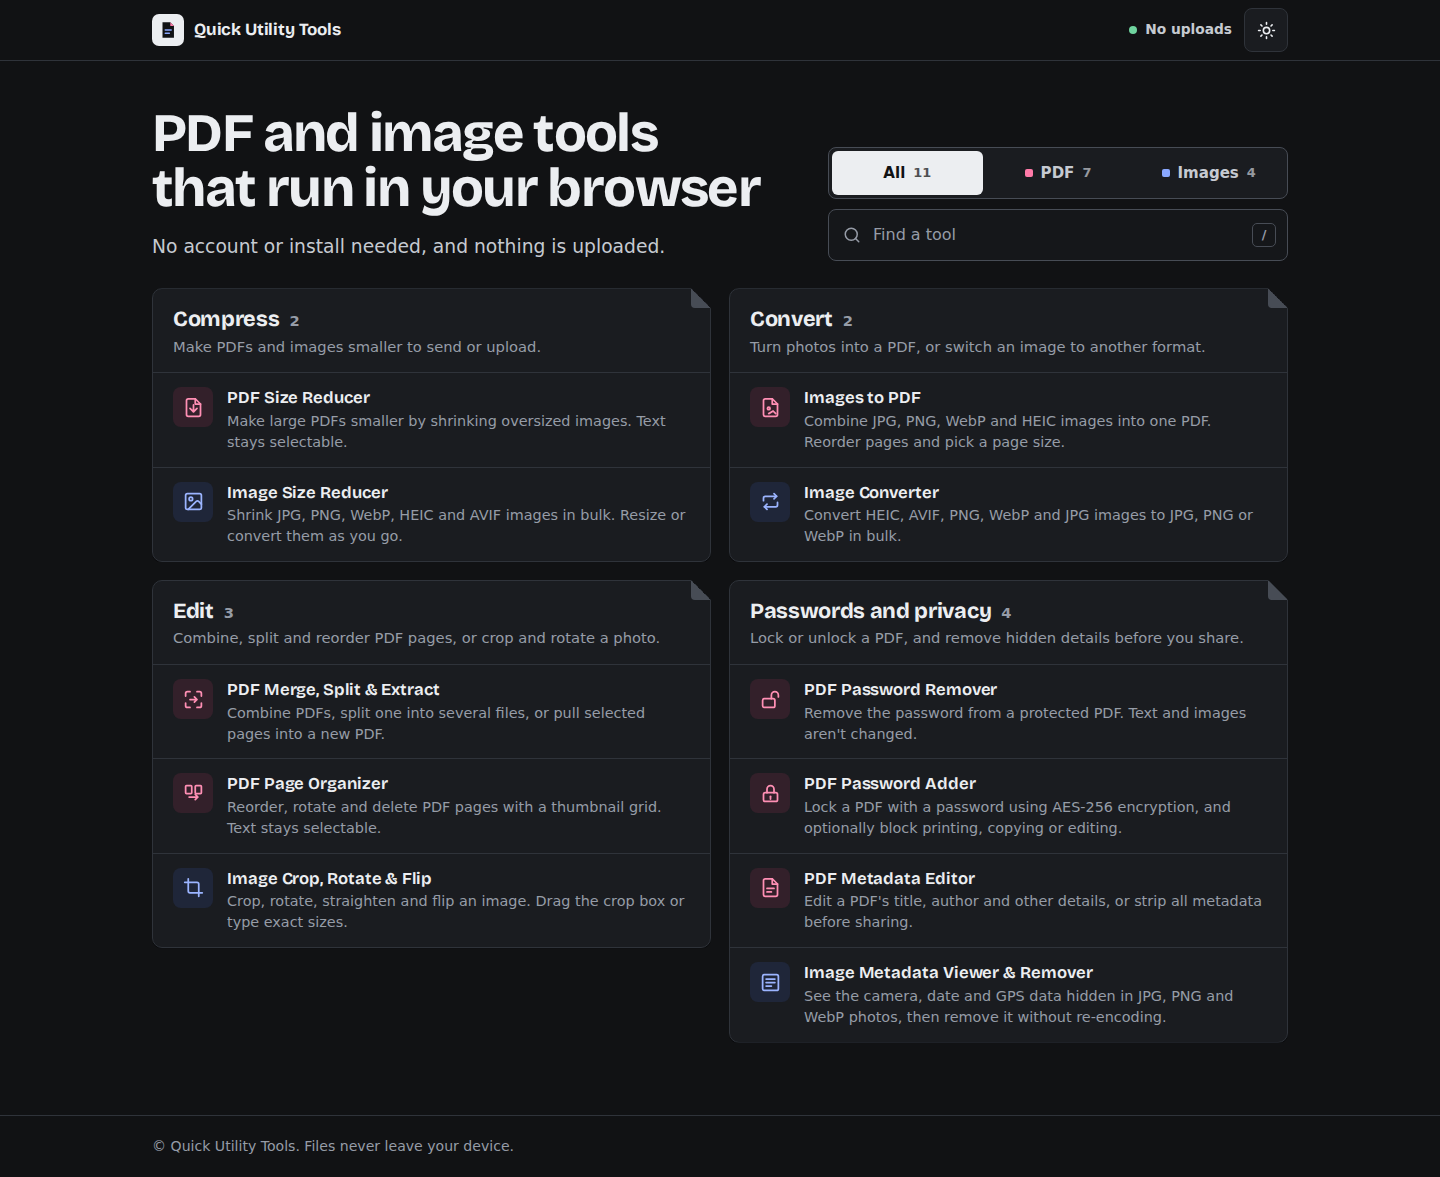 Quick Utility Tools
No uploads
PDF and image tools
that run in your browser
No account or install needed, and nothing is uploaded.
All 11
PDF 7
Images 4
Find a tool
/
Compress 2
Make PDFs and images smaller to send or upload.
PDF Size Reducer
Make large PDFs smaller by shrinking oversized images. Text
stays selectable.
Image Size Reducer
Shrink JPG, PNG, WebP, HEIC and AVIF images in bulk. Resize or
convert them as you go.
Convert 2
Turn photos into a PDF, or switch an image to another format.
Images to PDF
Combine JPG, PNG, WebP and HEIC images into one PDF.
Reorder pages and pick a page size.
Image Converter
Convert HEIC, AVIF, PNG, WebP and JPG images to JPG, PNG or
WebP in bulk.
Edit 3
Combine, split and reorder PDF pages, or crop and rotate a photo.
PDF Merge, Split & Extract
Combine PDFs, split one into several files, or pull selected
pages into a new PDF.
PDF Page Organizer
Reorder, rotate and delete PDF pages with a thumbnail grid.
Text stays selectable.
Image Crop, Rotate & Flip
Crop, rotate, straighten and flip an image. Drag the crop box or
type exact sizes.
Passwords and privacy 4
Lock or unlock a PDF, and remove hidden details before you share.
PDF Password Remover
Remove the password from a protected PDF. Text and images
aren't changed.
PDF Password Adder
Lock a PDF with a password using AES-256 encryption, and
optionally block printing, copying or editing.
PDF Metadata Editor
Edit a PDF's title, author and other details, or strip all metadata
before sharing.
Image Metadata Viewer & Remover
See the camera, date and GPS data hidden in JPG, PNG and
WebP photos, then remove it without re-encoding.
© Quick Utility Tools. Files never leave your device.